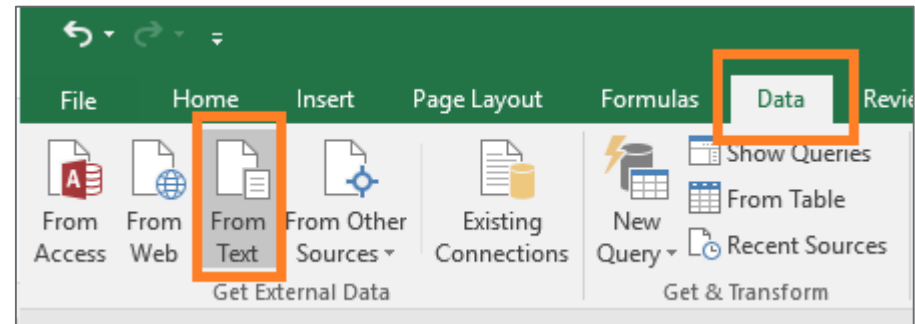 File Home Insert Page Layout Formulas Data Revie
A
Show Queries
From Table
Recent Sources
From Access
From Web
From Text
From Other Sources
Existing Connections
New Query
Get External Data
Get & Transform